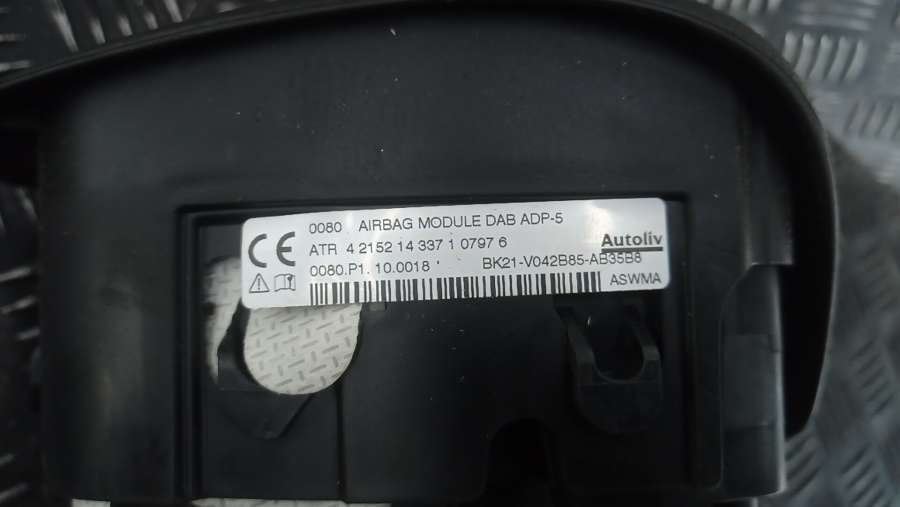 0080 AIRBAG MODULE DAB ADP-5
CE ATR 4 2152 14 337 1 0797 6 Autoliv
0080.P1. 10.0018 BK21-V042B85-AB35B8
ASWMA